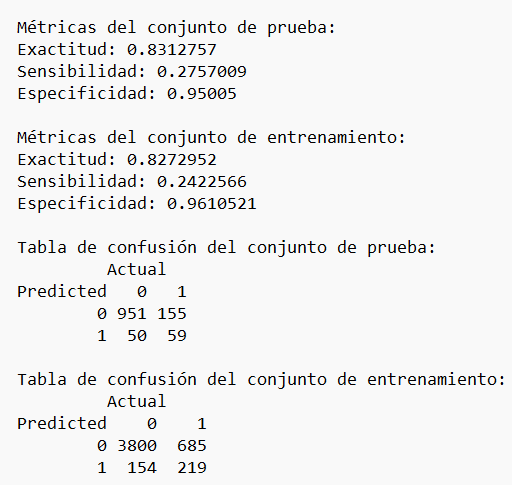 Métricas del conjunto de prueba:
Exactitud: 0.8312757
Sensibilidad: 0.2757009
Especificidad: 0.95005
Métricas del conjunto de entrenamiento:
Exactitud: 0.8272952
Sensibilidad: 0.2422566
Especificidad: 0.9610521
Tabla de confusión del conjunto de prueba:
Actual
Predicted 0 1
0 951 155
1 50 59
Tabla de confusión del conjunto de entrenamiento:
Actual
Predicted 0 1
0 3800 685
1 154 219